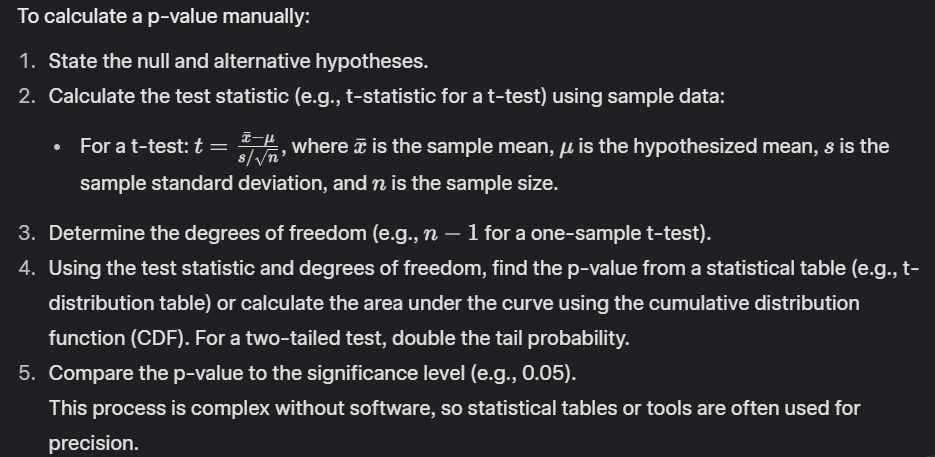 To calculate a p-value manually:
1. State the null and alternative hypotheses.
2. Calculate the test statistic (e.g., t-statistic for a t-test) using sample data:
• For a t-test: t = (x̄−μ)/(s/√n), where x̄ is the sample mean, μ is the hypothesized mean, s is the
sample standard deviation, and n is the sample size.
3. Determine the degrees of freedom (e.g., n − 1 for a one-sample t-test).
4. Using the test statistic and degrees of freedom, find the p-value from a statistical table (e.g., t-
distribution table) or calculate the area under the curve using the cumulative distribution
function (CDF). For a two-tailed test, double the tail probability.
5. Compare the p-value to the significance level (e.g., 0.05).
This process is complex without software, so statistical tables or tools are often used for
precision.